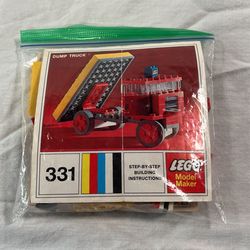 DUMP TRUCK
331
STEP-BY-STEP
BUILDING
INSTRUCTIONS
LEGO
Model
Maker